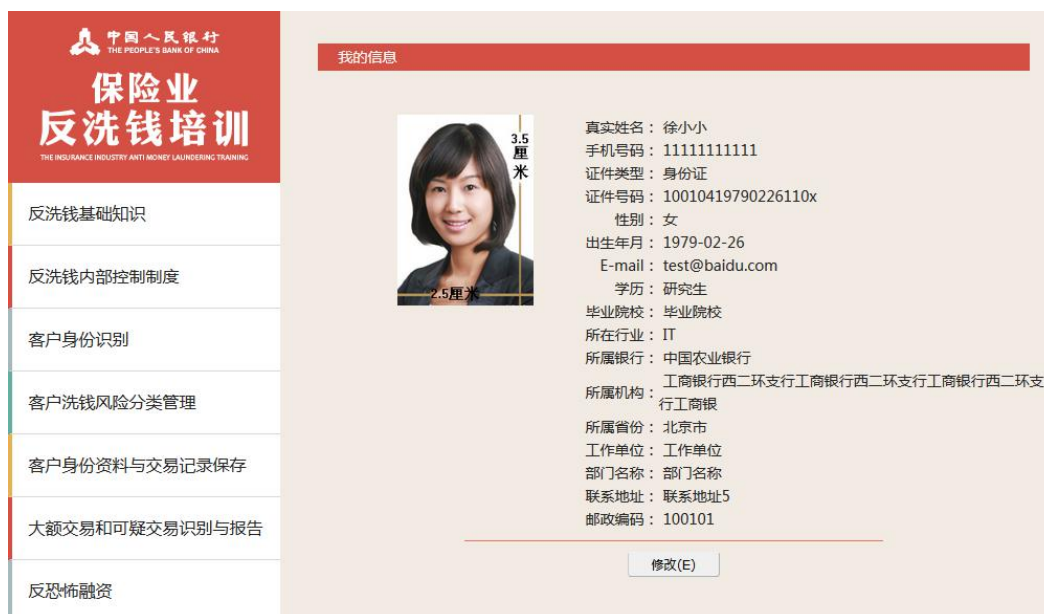 中国人民银行
THE PEOPLE'S BANK OF CHINA
保险业
反洗钱培训
THE INSURANCE INDUSTRY ANTI MONEY LAUNDERING TRAINING
反洗钱基础知识
反洗钱内部控制制度
客户身份识别
客户洗钱风险分类管理
客户身份资料与交易记录保存
大额交易和可疑交易识别与报告
反恐怖融资
我的信息
3.5
厘
米
2.5厘米
真实姓名： 徐小小
手机号码： 11111111111
证件类型： 身份证
证件号码： 10010419790226110x
性别： 女
出生年月： 1979-02-26
E-mail： test@baidu.com
学历： 研究生
毕业院校： 毕业院校
所在行业： IT
所属银行： 中国农业银行
所属机构： 工商银行西二环支行工商银行西二环支行工商银行西二环支
行工商银
所属省份： 北京市
工作单位： 工作单位
部门名称： 部门名称
联系地址： 联系地址5
邮政编码： 100101
修改(E)